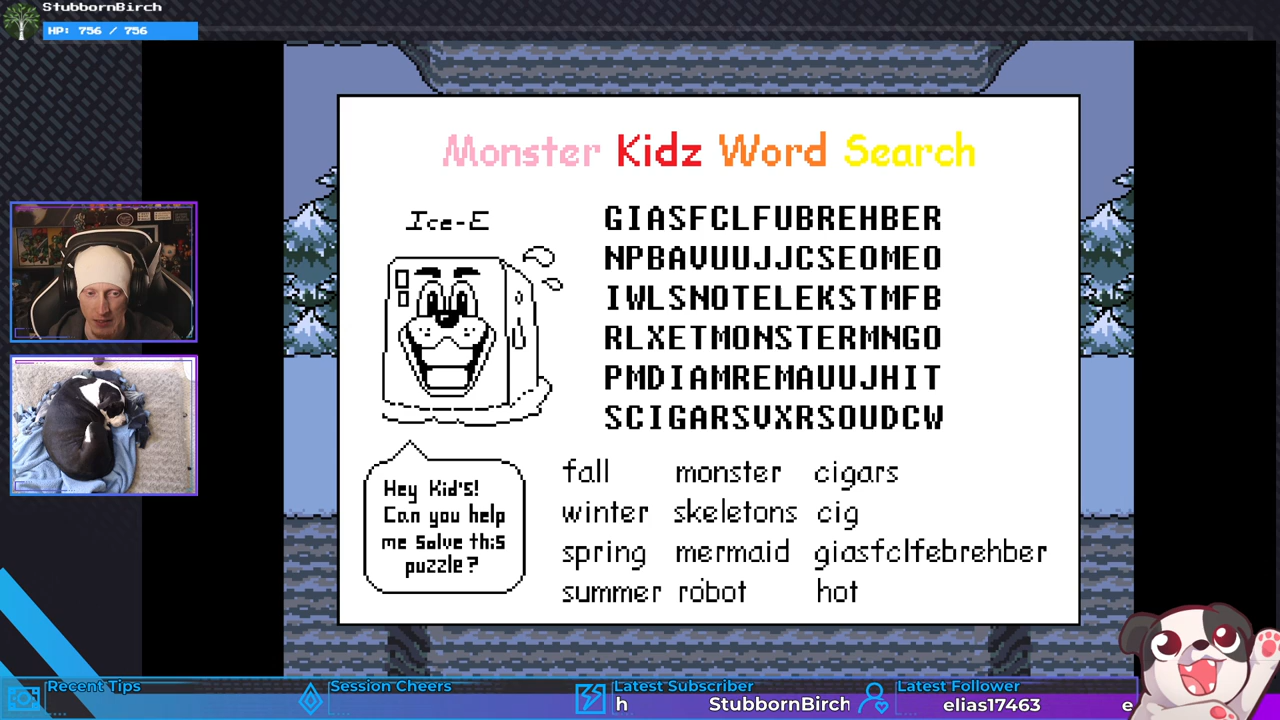 StubbornBirch
HP: 756 / 756
Monster Kidz Word Search
Ice-E
GIASFCLFUBREHBER
NPBAVUUJJCSEOMEO
IWLSNOTELEKSTMFB
RLXETMONSTERMNGO
PMDIAMREMAUUJHIT
SCIGARSVXRSOUDCW
Hey Kid's!
Can you help
me solve this
puzzle?
fall monster cigars
winter skeletons cig
spring mermaid giasfclfebrehber
summer robot hot
Recent Tips
Session Cheers
Latest Subscriber
h StubbornBirch
Latest Follower
elias17463 e